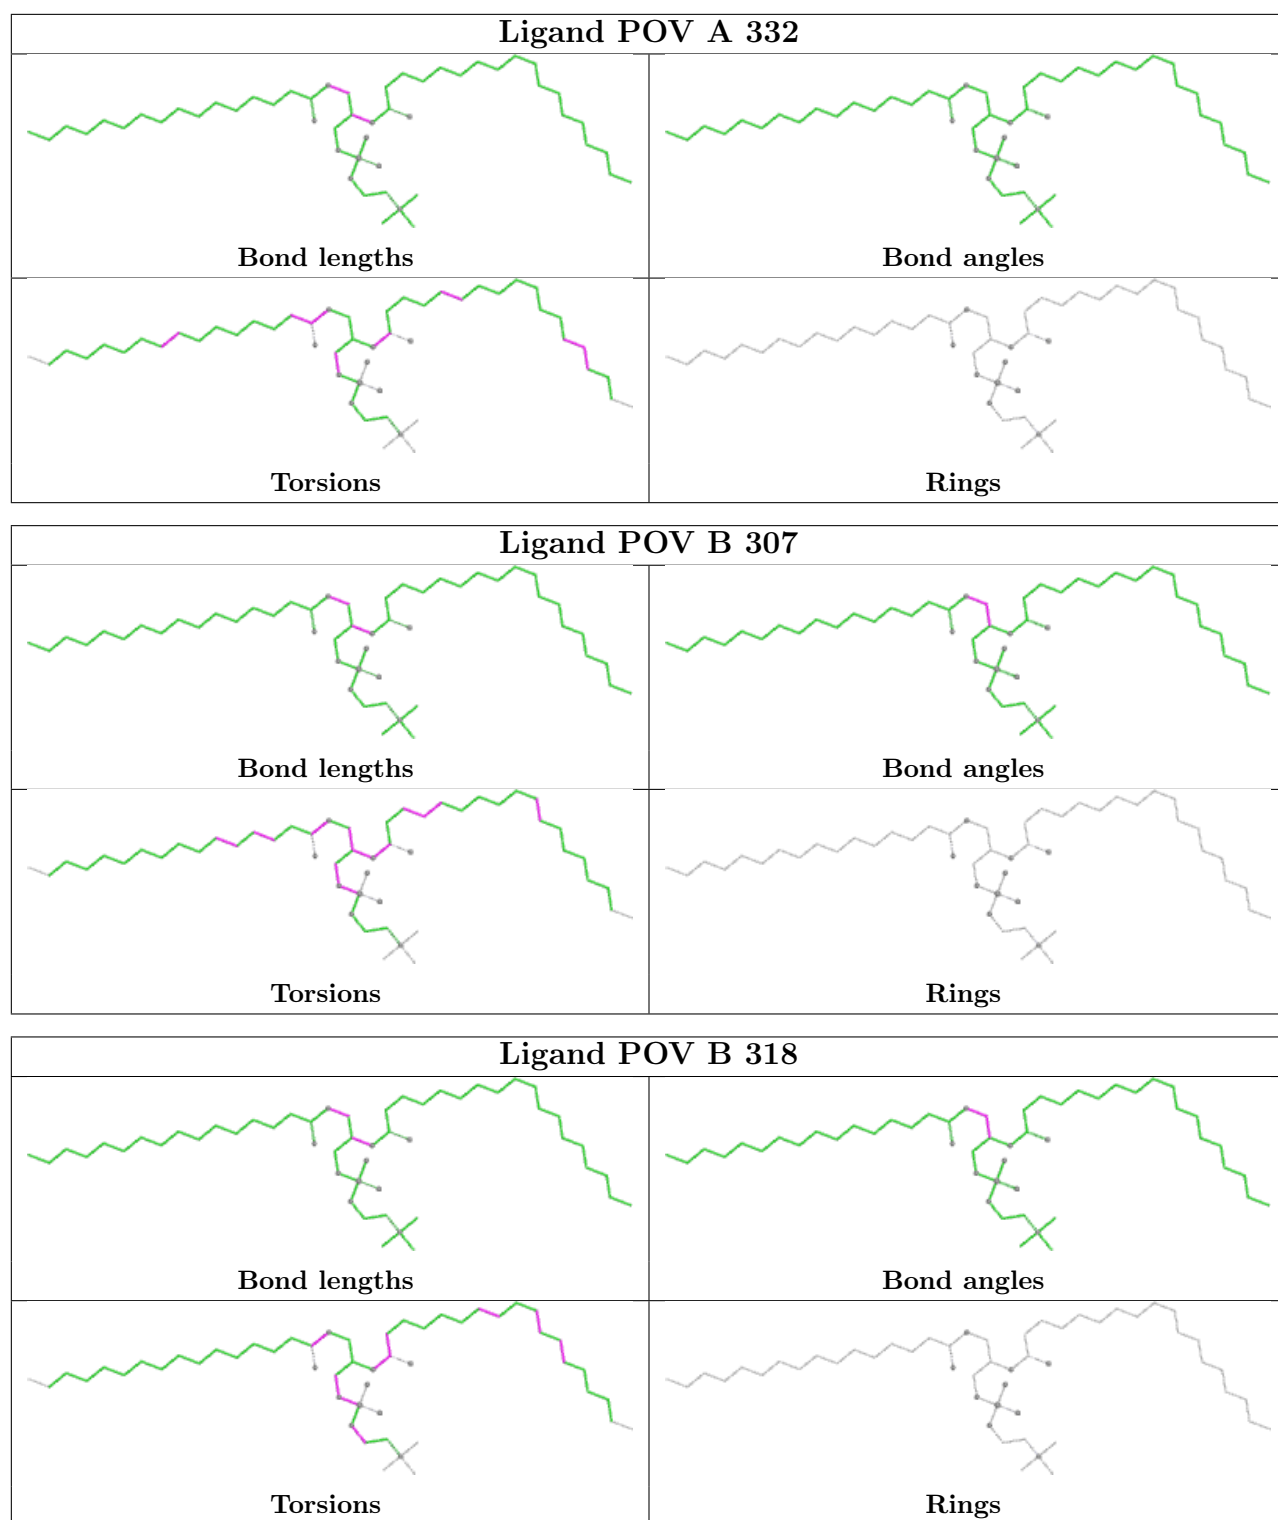 Ligand POV A 332
Bond lengths
Bond angles
Torsions
Rings
Ligand POV B 307
Bond lengths
Bond angles
Torsions
Rings
Ligand POV B 318
Bond lengths
Bond angles
Torsions
Rings